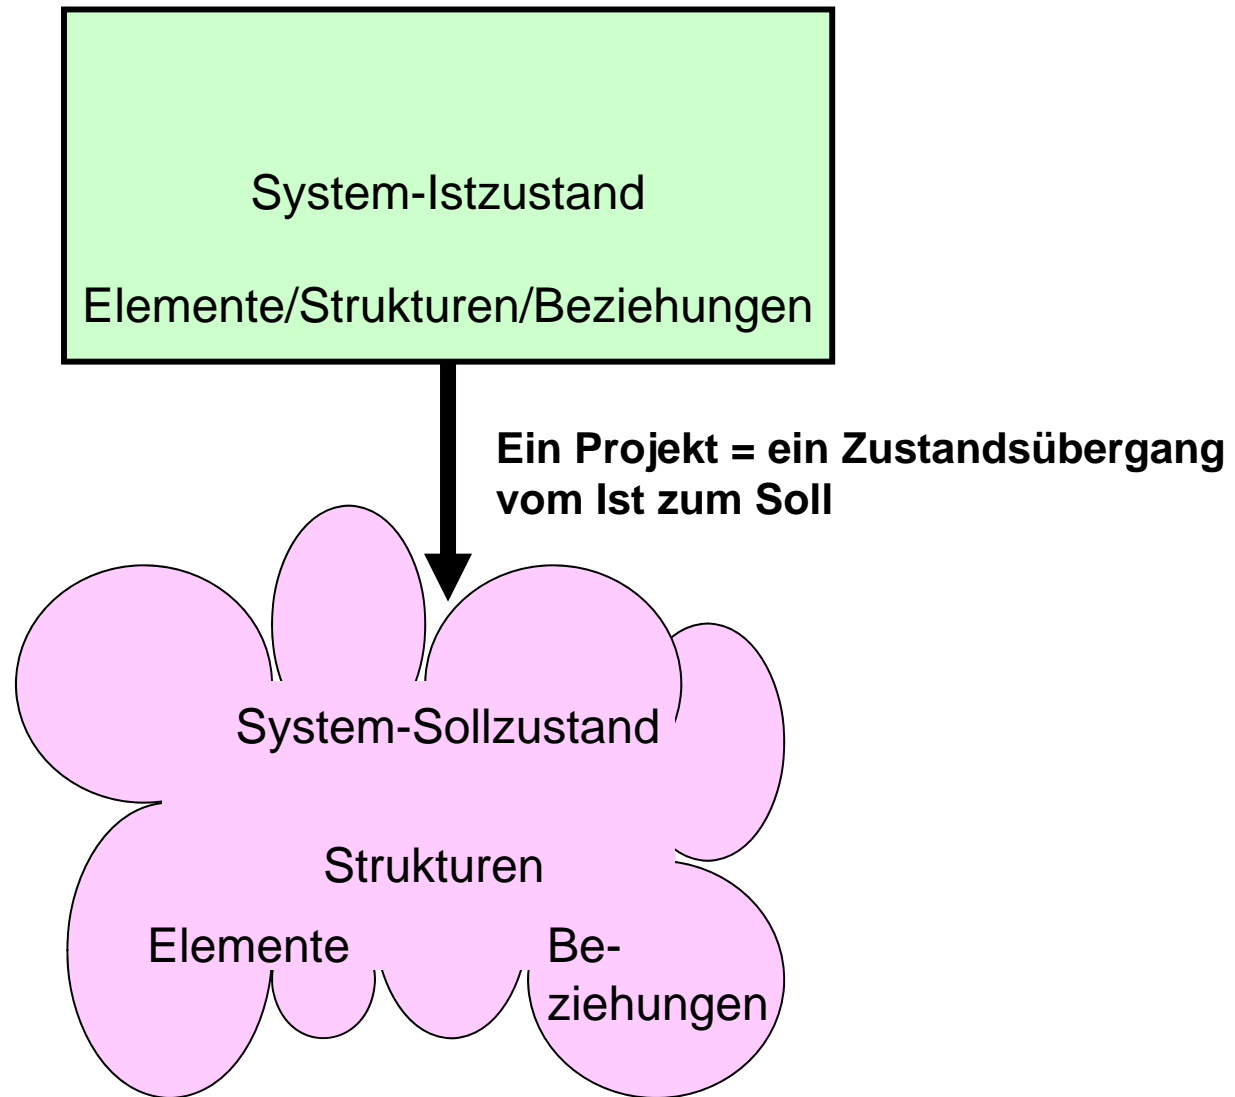 System-Istzustand
Elemente/Strukturen/Beziehungen
Ein Projekt = ein Zustandsübergang
vom Ist zum Soll
System-Sollzustand
Strukturen
Elemente
Be-
ziehungen